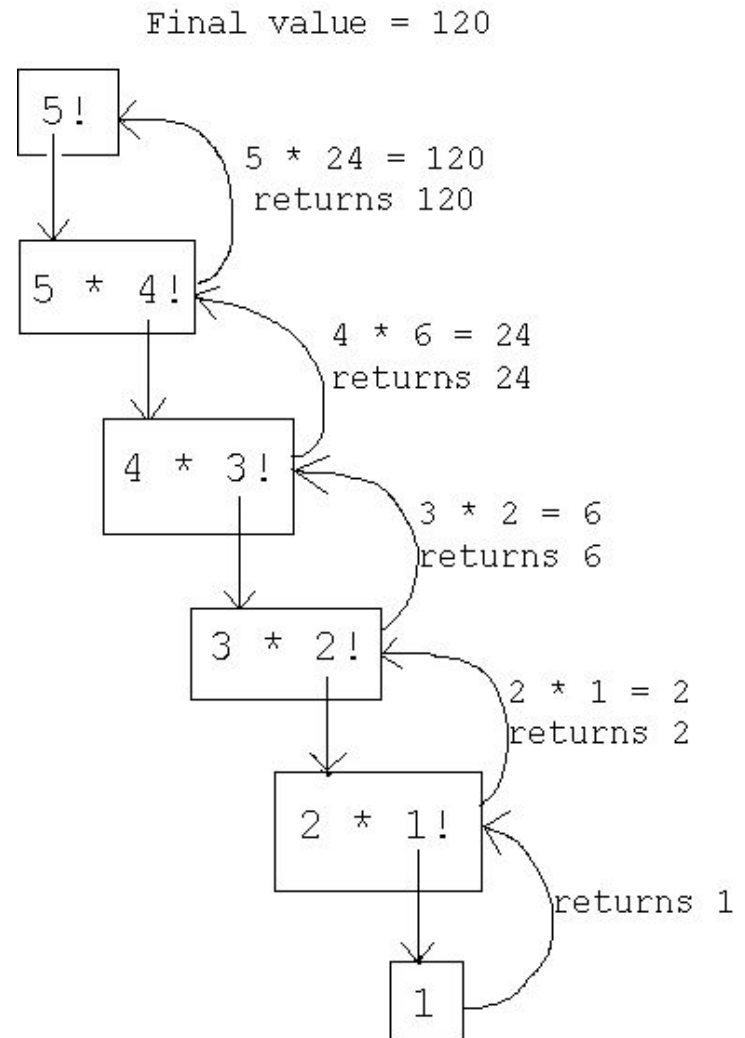 Final value = 120
5!
5 * 24 = 120
returns 120
5 * 4!
4 * 6 = 24
returns 24
4 * 3!
3 * 2 = 6
returns 6
3 * 2!
2 * 1 = 2
returns 2
2 * 1!
returns 1
1